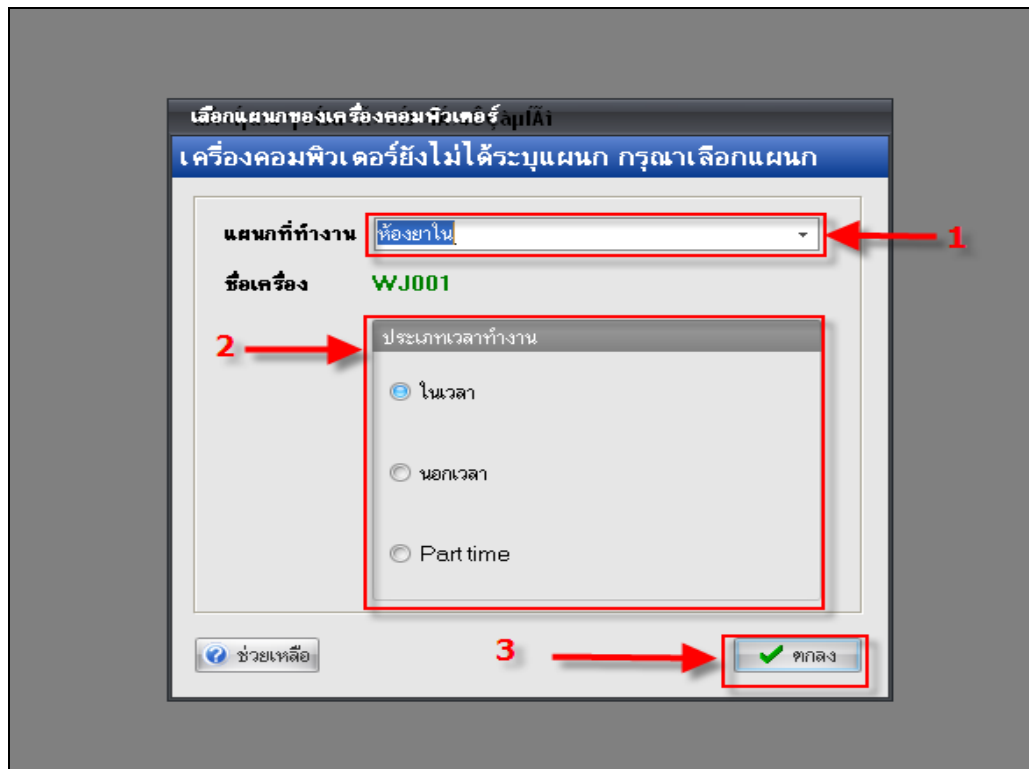 เลือกแผนกของเครื่องคอมพิวเตอร์
เครื่องคอมพิวเตอร์ยังไม่ได้ระบุแผนก กรุณาเลือกแผนก
แผนกที่ทำงาน ห้องยาใน 1
ชื่อเครื่อง WJ001
2 ประเภทเวลาทำงาน
ในเวลา
นอกเวลา
Part time
ช่วยเหลือ 3 ตกลง